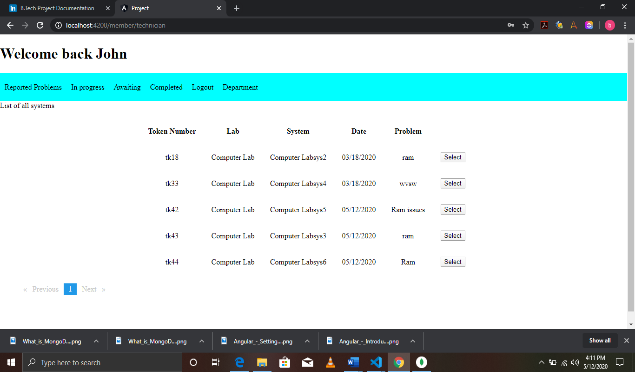 IUTech Project Documentation
Project
localhost:4200/member/technician
Welcome back John
Reported Problems In progress Awaiting Completed Logout Department
List of all systems
Token Number Lab System Date Problem
tk18 Computer Lab Computer Labsys2 03/18/2020 ram Select
tk33 Computer Lab Computer Labsys4 03/18/2020 Select
tk42 Computer Lab Computer Labsys5 05/12/2020 Ram issues Select
tk43 Computer Lab Computer Labsys3 05/12/2020 ram Select
tk44 Computer Lab Computer Labsys6 05/12/2020 Ram Select
« Previous 1 Next »
What_is_MongoD....png What_is_MongoD....png Angular_-_Setting....png Angular_-_Introdu....png Show all
Type here to search
4:11 PM
5/12/2020